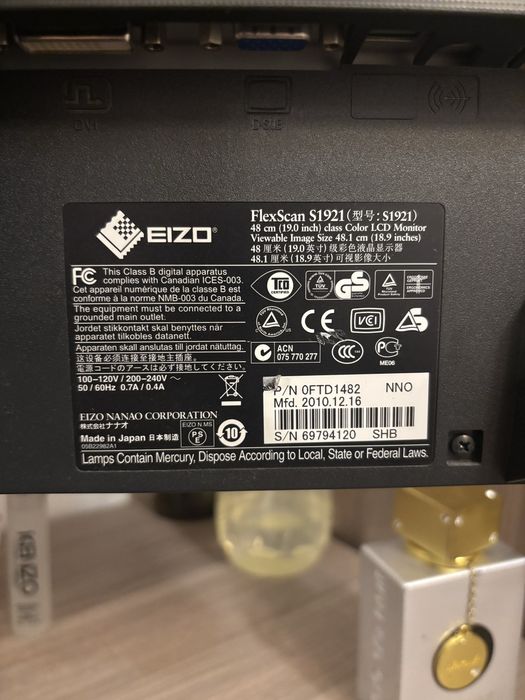 DVI
D-SUB
EIZO
FlexScan S1921(型号: S1921)
48 cm (19.0 inch) class Color LCD Monitor
Viewable Image Size 48.1 cm (18.9 inches)
48 厘米 (19.0 英寸) 级彩色液晶显示器
48.1 厘米 (18.9 英寸) 可视影像大小
FC This Class B digital apparatus
complies with Canadian ICES-003.
Cet appareil numérique de la classe B est
conforme à la norme NMB-003 du Canada.
The equipment must be connected to a
grounded main outlet.
Jordet stikkontakt skal benyttes når
apparatet tilkobles datanett.
Apparaten skall anslutas till jordat nätuttag.
这设备必须连接至接地主插座。
電源コードのアースは必ず接地してください。
100-120V / 200-240V ~
50 / 60Hz 0.7A / 0.4A
TCO
CERTIFIED
TÜV
GS
CE
VCI
ACN
075 770 277
CCC
ME06
EIZO NANAO CORPORATION
株式会社ナナオ
Made in Japan 日本制造
05B22982A1
EIZO N MS
PS
E
10
P/N 0FTD1482 NNO
Mfd. 2010.12.16
S/N 69794120 SHB
Lamps Contain Mercury, Dispose According to Local, State or Federal Laws.
KENZO